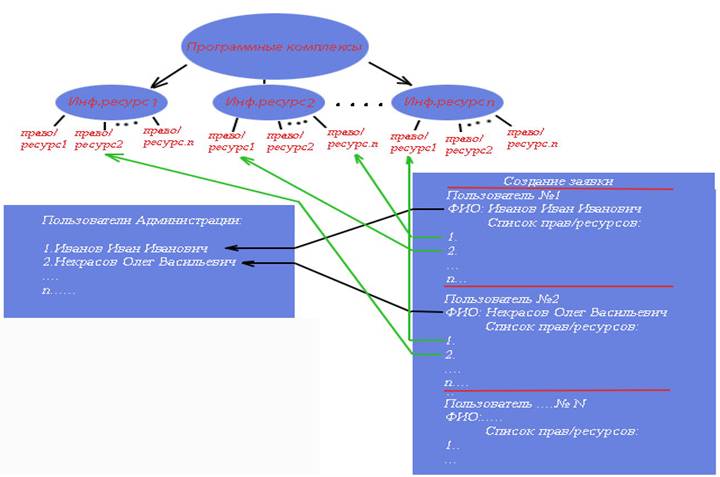 Программные комплексы
Инф.ресурс1
Инф.ресурс2
Инф.ресурсn
право/
ресурс1
право/
ресурс2
право/
ресурс.n
право/
ресурс1
право/
ресурс2
право/
ресурс.n
право/
ресурс1
право/
ресурс2
право/
ресурс.n
Пользователи Администрации:
1.Иванов Иван Иванович
2.Некрасов Олег Васильевич
....
n......
Создание заявки
Пользователь №1
ФИО: Иванов Иван Иванович
Список прав/ресурсов:
1.
2.
...
n...
Пользователь №2
ФИО: Некрасов Олег Васильевич
Список прав/ресурсов:
1.
2.
....
n....
..
Пользователь ....№ N
ФИО:.....
Список прав/ресурсов:
1..
...